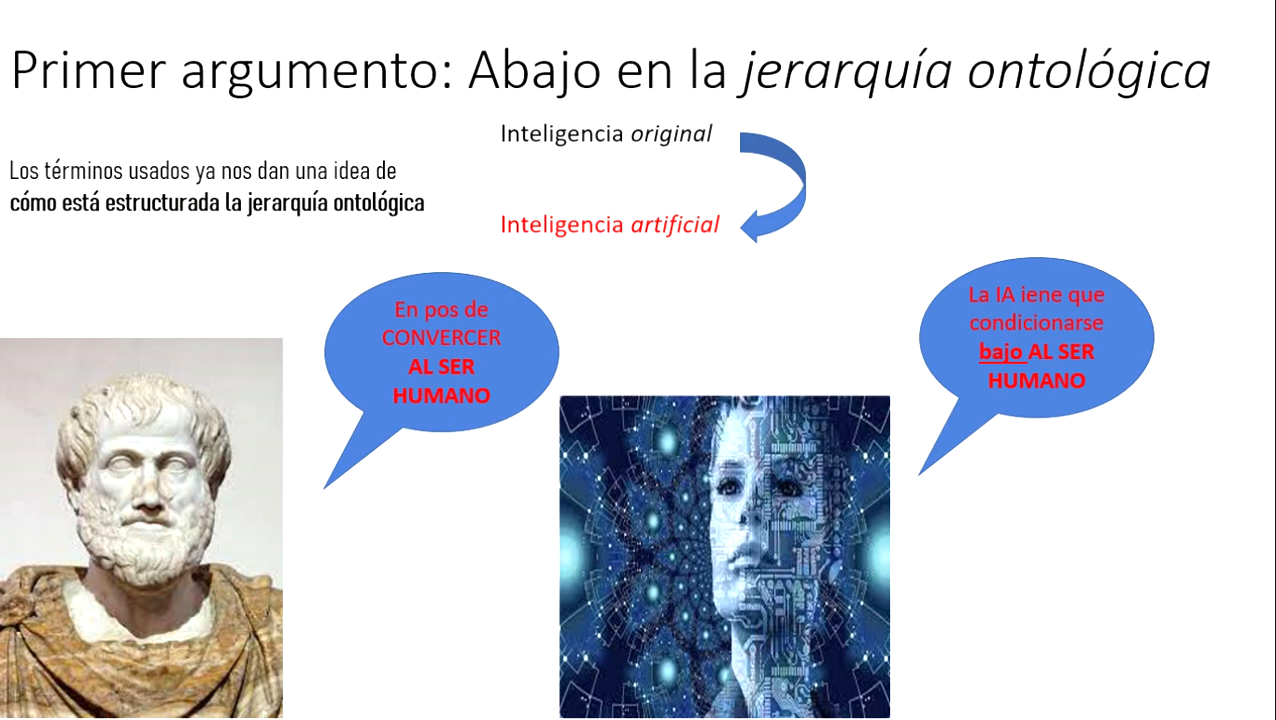 Primer argumento: Abajo en la jerarquía ontológica
Inteligencia original
Los términos usados ya nos dan una idea de
cómo está estructurada la jerarquía ontológica
Inteligencia artificial
En pos de
CONVERCER
AL SER
HUMANO
La IA iene que
condicionarse
bajo AL SER
HUMANO